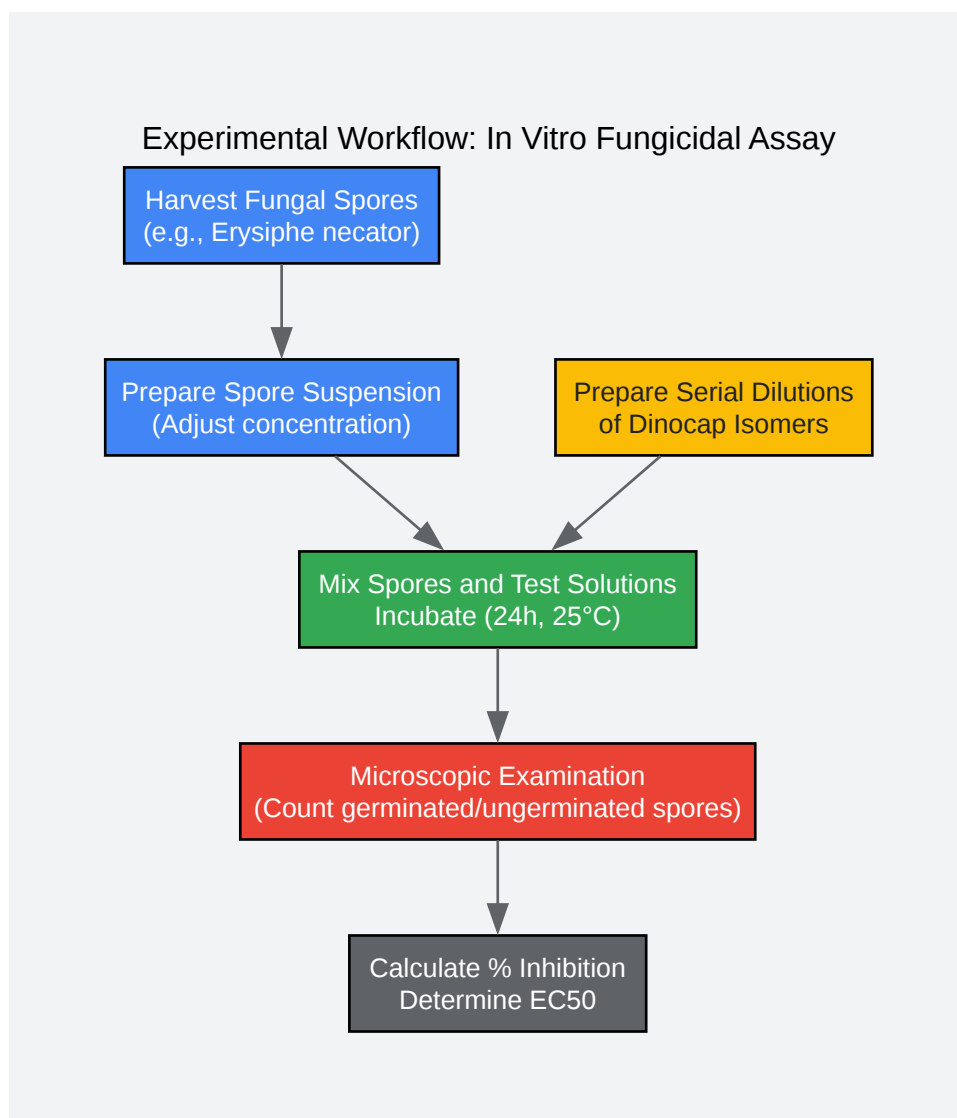 Experimental Workflow: In Vitro Fungicidal Assay
Harvest Fungal Spores
(e.g., Erysiphe necator)
Prepare Spore Suspension
(Adjust concentration)
Prepare Serial Dilutions
of Dinocap Isomers
Mix Spores and Test Solutions
Incubate (24h, 25°C)
Microscopic Examination
(Count germinated/ungerminated spores)
Calculate % Inhibition
Determine EC50